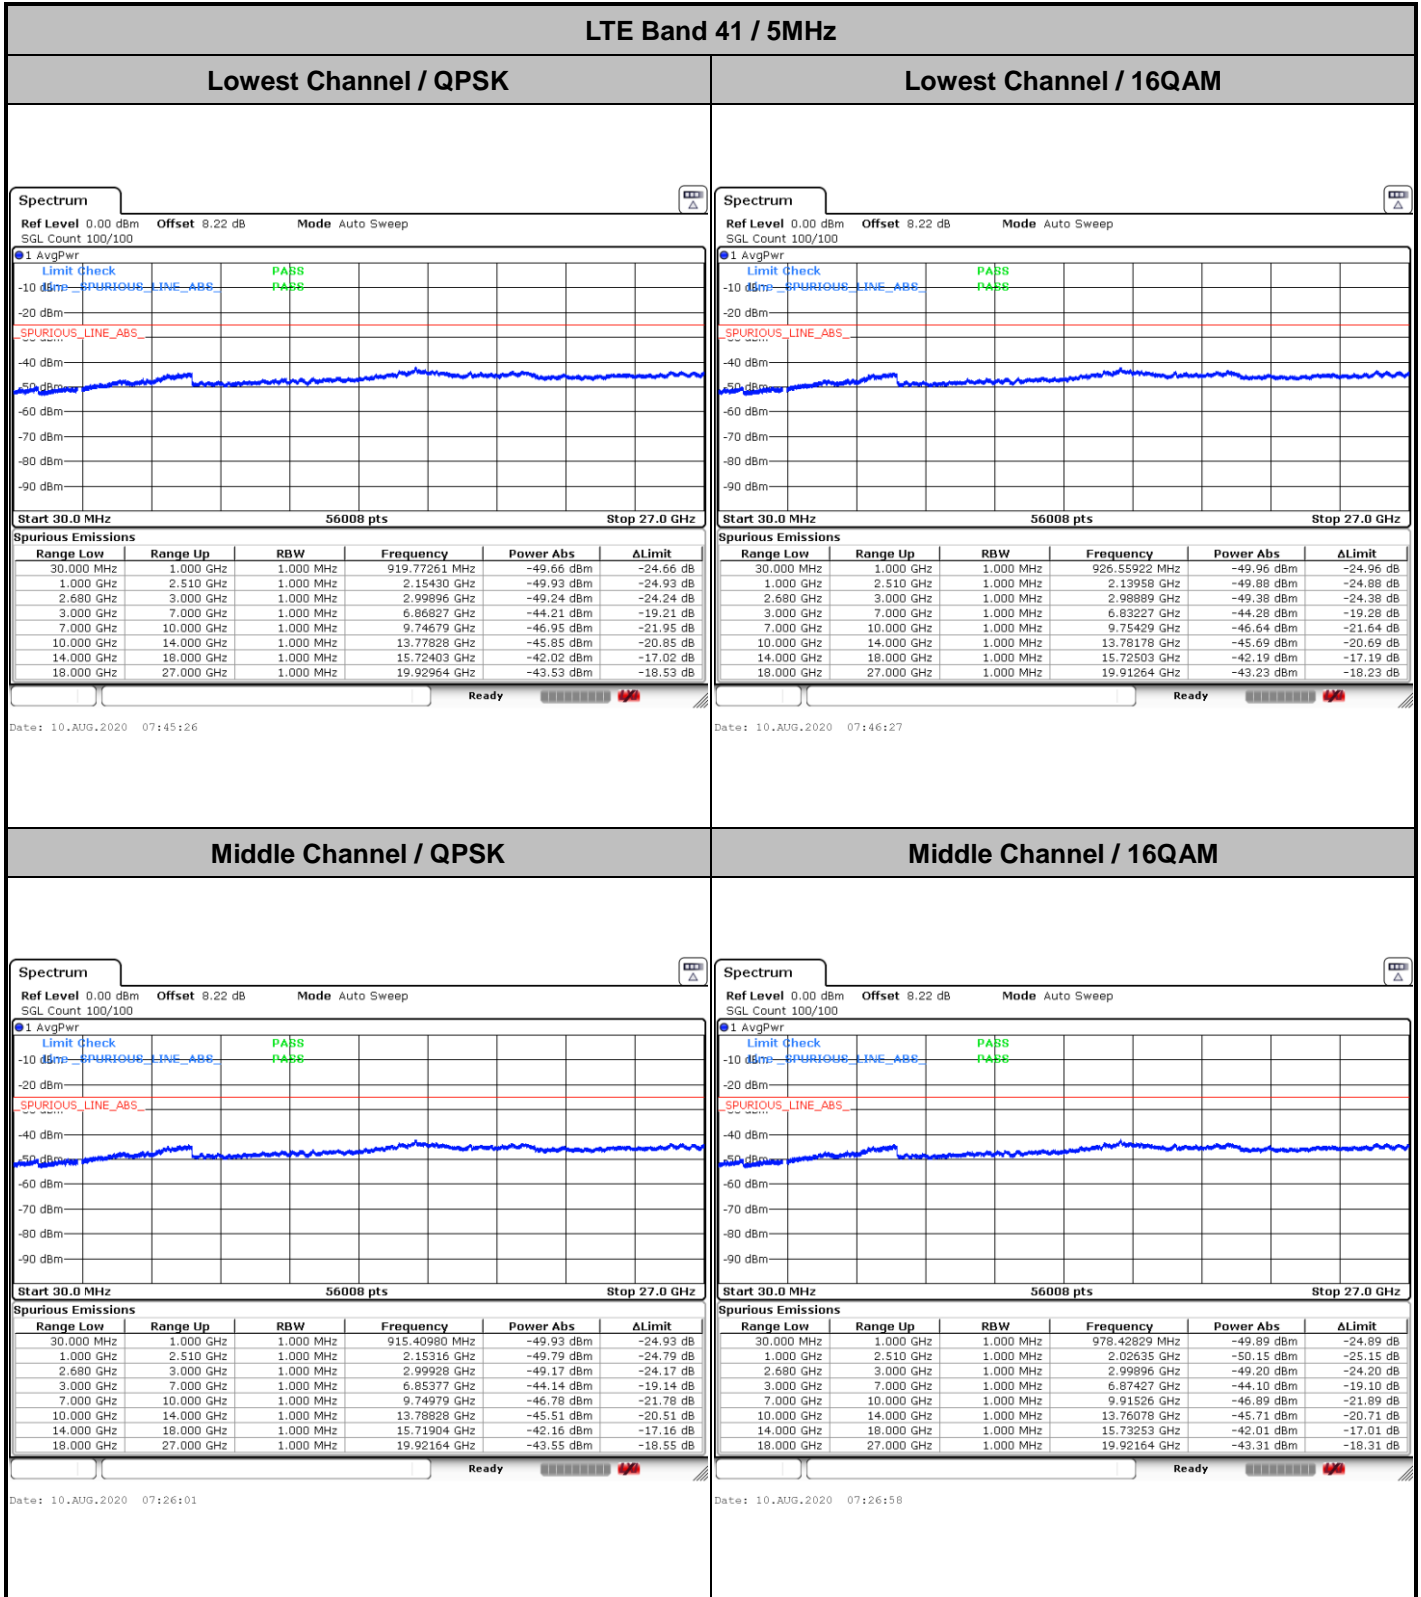 LTE Band 41 / 5MHz
Lowest Channel / QPSK
Lowest Channel / 16QAM
Spectrum
Ref Level 0.00 dBm Offset 8.22 dB Mode Auto Sweep
SGL Count 100/100
1 AvgPwr
Limit Check PASS
-10 dBm Line _SPURIOUS_LINE_ABS_ PASS
-20 dBm
_SPURIOUS_LINE_ABS_
-40 dBm
-50 dBm
-60 dBm
-70 dBm
-80 dBm
-90 dBm
Start 30.0 MHz 56008 pts Stop 27.0 GHz
Spurious Emissions
Range Low Range Up RBW Frequency Power Abs ΔLimit
30.000 MHz 1.000 GHz 1.000 MHz 919.77261 MHz -49.66 dBm -24.66 dB
1.000 GHz 2.510 GHz 1.000 MHz 2.15430 GHz -49.93 dBm -24.93 dB
2.680 GHz 3.000 GHz 1.000 MHz 2.99896 GHz -49.24 dBm -24.24 dB
3.000 GHz 7.000 GHz 1.000 MHz 6.86827 GHz -44.21 dBm -19.21 dB
7.000 GHz 10.000 GHz 1.000 MHz 9.74679 GHz -46.95 dBm -21.95 dB
10.000 GHz 14.000 GHz 1.000 MHz 13.77828 GHz -45.85 dBm -20.85 dB
14.000 GHz 18.000 GHz 1.000 MHz 15.72403 GHz -42.02 dBm -17.02 dB
18.000 GHz 27.000 GHz 1.000 MHz 19.92964 GHz -43.53 dBm -18.53 dB
Ready
Date: 10.AUG.2020 07:45:26
Spectrum
Ref Level 0.00 dBm Offset 8.22 dB Mode Auto Sweep
SGL Count 100/100
1 AvgPwr
Limit Check PASS
-10 dBm Line _SPURIOUS_LINE_ABS_ PASS
-20 dBm
_SPURIOUS_LINE_ABS_
-40 dBm
-50 dBm
-60 dBm
-70 dBm
-80 dBm
-90 dBm
Start 30.0 MHz 56008 pts Stop 27.0 GHz
Spurious Emissions
Range Low Range Up RBW Frequency Power Abs ΔLimit
30.000 MHz 1.000 GHz 1.000 MHz 926.55922 MHz -49.96 dBm -24.96 dB
1.000 GHz 2.510 GHz 1.000 MHz 2.13958 GHz -49.88 dBm -24.88 dB
2.680 GHz 3.000 GHz 1.000 MHz 2.98889 GHz -49.38 dBm -24.38 dB
3.000 GHz 7.000 GHz 1.000 MHz 6.83227 GHz -44.28 dBm -19.28 dB
7.000 GHz 10.000 GHz 1.000 MHz 9.75429 GHz -46.64 dBm -21.64 dB
10.000 GHz 14.000 GHz 1.000 MHz 13.78178 GHz -45.69 dBm -20.69 dB
14.000 GHz 18.000 GHz 1.000 MHz 15.72503 GHz -42.19 dBm -17.19 dB
18.000 GHz 27.000 GHz 1.000 MHz 19.91264 GHz -43.23 dBm -18.23 dB
Ready
Date: 10.AUG.2020 07:46:27
Middle Channel / QPSK
Middle Channel / 16QAM
Spectrum
Ref Level 0.00 dBm Offset 8.22 dB Mode Auto Sweep
SGL Count 100/100
1 AvgPwr
Limit Check PASS
-10 dBm Line _SPURIOUS_LINE_ABS_ PASS
-20 dBm
_SPURIOUS_LINE_ABS_
-40 dBm
-50 dBm
-60 dBm
-70 dBm
-80 dBm
-90 dBm
Start 30.0 MHz 56008 pts Stop 27.0 GHz
Spurious Emissions
Range Low Range Up RBW Frequency Power Abs ΔLimit
30.000 MHz 1.000 GHz 1.000 MHz 915.40980 MHz -49.93 dBm -24.93 dB
1.000 GHz 2.510 GHz 1.000 MHz 2.15316 GHz -49.79 dBm -24.79 dB
2.680 GHz 3.000 GHz 1.000 MHz 2.99928 GHz -49.17 dBm -24.17 dB
3.000 GHz 7.000 GHz 1.000 MHz 6.85377 GHz -44.14 dBm -19.14 dB
7.000 GHz 10.000 GHz 1.000 MHz 9.74979 GHz -46.78 dBm -21.78 dB
10.000 GHz 14.000 GHz 1.000 MHz 13.78828 GHz -45.51 dBm -20.51 dB
14.000 GHz 18.000 GHz 1.000 MHz 15.71904 GHz -42.16 dBm -17.16 dB
18.000 GHz 27.000 GHz 1.000 MHz 19.92164 GHz -43.55 dBm -18.55 dB
Ready
Date: 10.AUG.2020 07:26:01
Spectrum
Ref Level 0.00 dBm Offset 8.22 dB Mode Auto Sweep
SGL Count 100/100
1 AvgPwr
Limit Check PASS
-10 dBm Line _SPURIOUS_LINE_ABS_ PASS
-20 dBm
_SPURIOUS_LINE_ABS_
-40 dBm
-50 dBm
-60 dBm
-70 dBm
-80 dBm
-90 dBm
Start 30.0 MHz 56008 pts Stop 27.0 GHz
Spurious Emissions
Range Low Range Up RBW Frequency Power Abs ΔLimit
30.000 MHz 1.000 GHz 1.000 MHz 978.42829 MHz -49.89 dBm -24.89 dB
1.000 GHz 2.510 GHz 1.000 MHz 2.02635 GHz -50.15 dBm -25.15 dB
2.680 GHz 3.000 GHz 1.000 MHz 2.99896 GHz -49.20 dBm -24.20 dB
3.000 GHz 7.000 GHz 1.000 MHz 6.87427 GHz -44.10 dBm -19.10 dB
7.000 GHz 10.000 GHz 1.000 MHz 9.91526 GHz -46.89 dBm -21.89 dB
10.000 GHz 14.000 GHz 1.000 MHz 13.76078 GHz -45.71 dBm -20.71 dB
14.000 GHz 18.000 GHz 1.000 MHz 15.73253 GHz -42.01 dBm -17.01 dB
18.000 GHz 27.000 GHz 1.000 MHz 19.92164 GHz -43.31 dBm -18.31 dB
Ready
Date: 10.AUG.2020 07:26:58